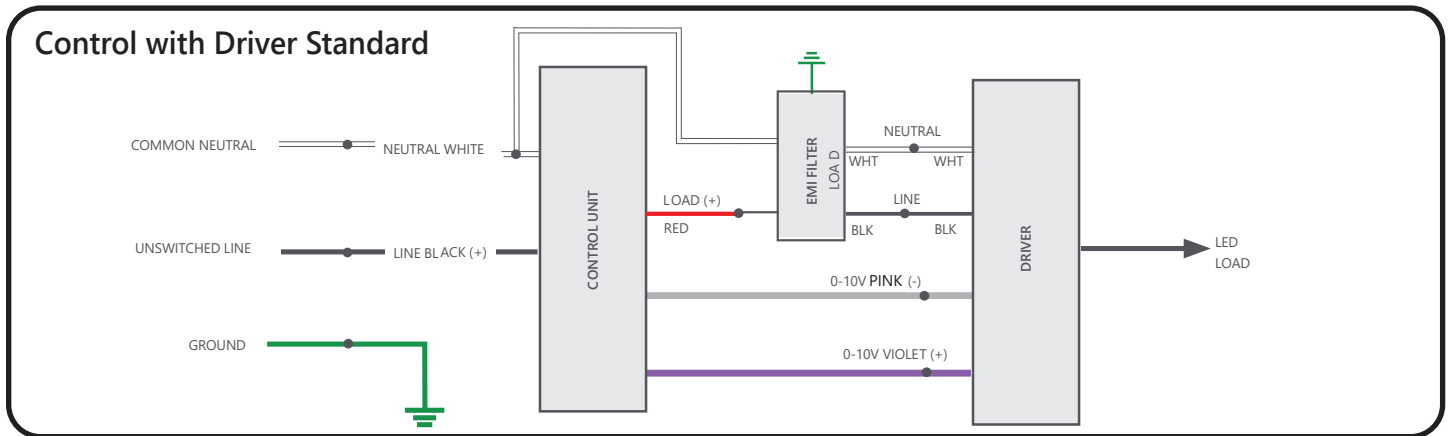 Control with Driver Standard
COMMON NEUTRAL
NEUTRAL WHITE
UNSWITCHED LINE
LINE BLACK (+)
GROUND
CONTROL UNIT
LOAD (+)
RED
EMI FILTER
LOA D
NEUTRAL
WHT
WHT
LINE
BLK
BLK
0-10V PINK (-)
0-10V VIOLET (+)
DRIVER
LED
LOAD